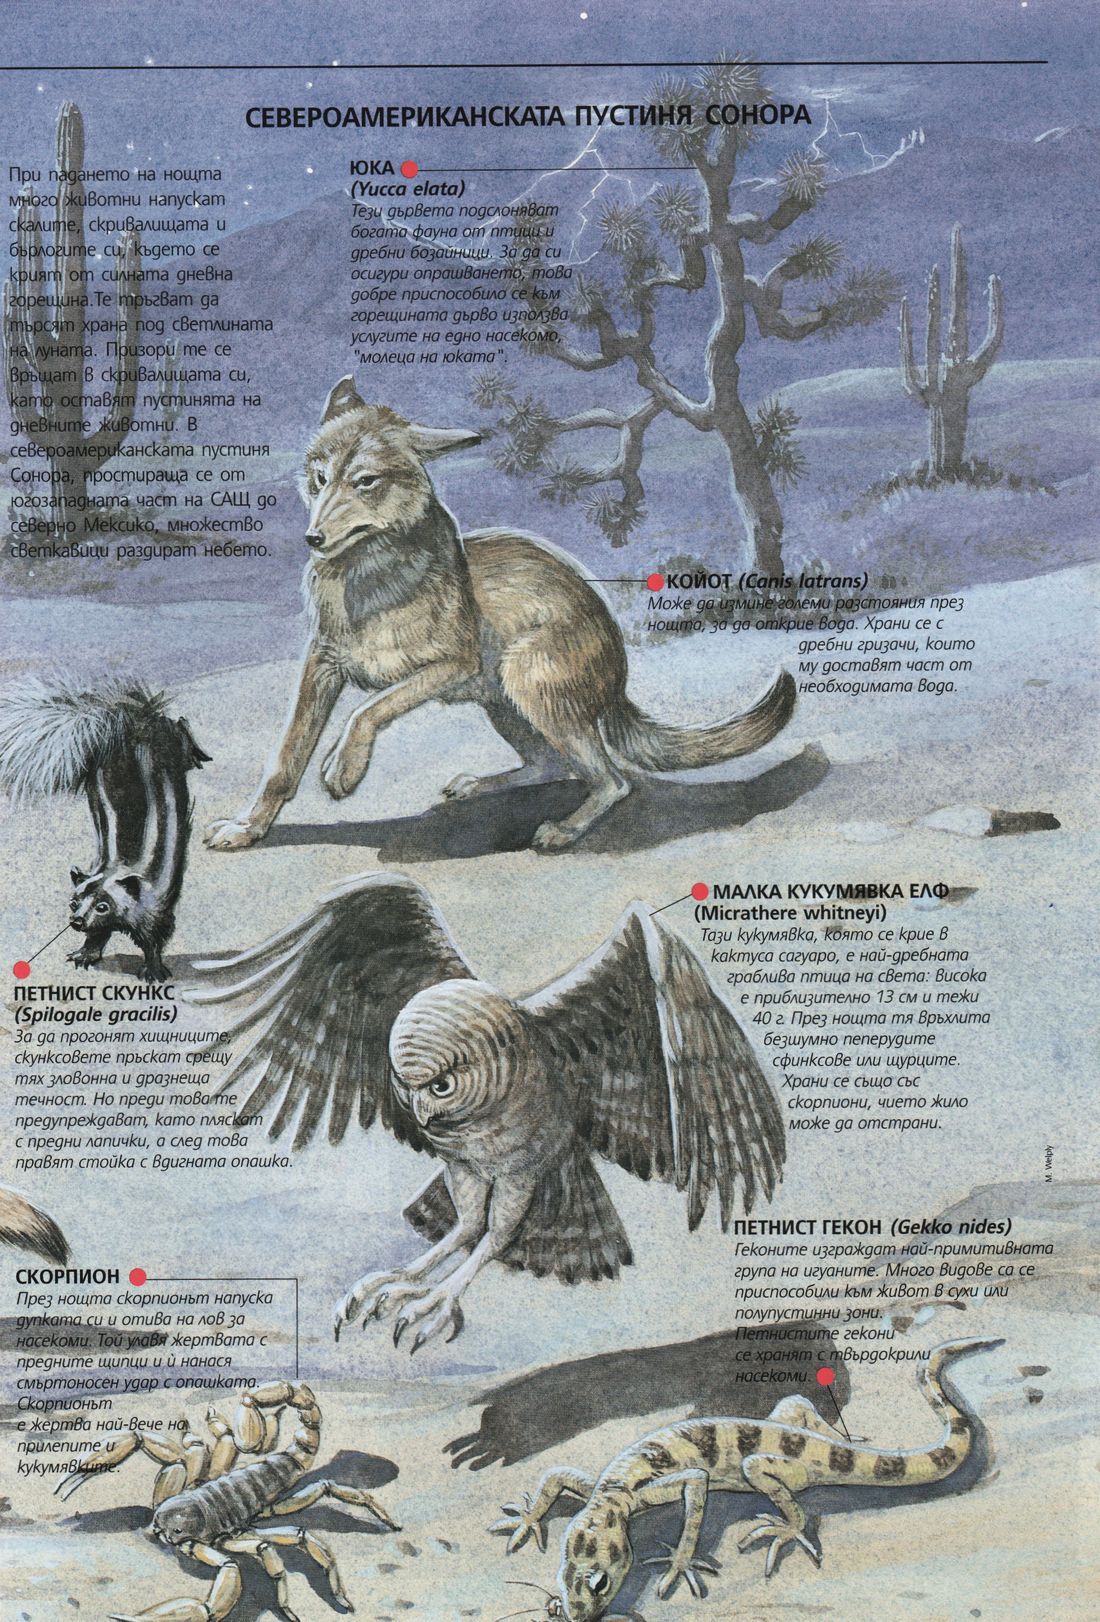 СЕВЕРОАМЕРИКАНСКАТА ПУСТИНЯ СОНОРА
При падането на нощта
много животни напускат
скалите, скривалищата и
бърлогите си, където се
крият от силната дневна
горещина.Те тръгват да
търсят храна под светлината
на луната. Призори те се
връщат в скривалищата си,
като оставят пустинята на
дневните животни. В
североамериканската пустиня
Сонора, простираща се от
югозападната част на САЩ до
северно Мексико, множество
светкавици раздират небето.
ЮКА
(Yucca elata)
Тези дървета подслоняват
богата фауна от птици и
дребни бозайници. За да си
осигури опрашването, това
добре приспособило се към
горещината дърво използва
услугите на едно насекомо,
"молеца на юката".
КОЙОТ (Canis latrans)
Може да измине големи разстояния през
нощта, за да открие вода. Храни се с
дребни гризачи, които
му доставят част от
необходимата вода.
ПЕТНИСТ СКУНКС
(Spilogale gracilis)
За да прогонят хищниците,
скунксовете пръскат срещу
тях зловонна и дразнеща
течност. Но преди това те
предупреждават, като пляскат
с предни лапички, а след това
правят стойка с вдигната опашка.
МАЛКА КУКУМЯВКА ЕЛФ
(Micrathere whitneyi)
Тази кукумявка, която се крие в
кактуса сагуаро, е най-дребната
граблива птица на света: висока
е приблизително 13 см и тежи
40 г. През нощта тя връхлита
безшумно пеперудите
сфинксове или щурците.
Храни се също със
скорпиони, чието жило
може да отстрани.
M. Welply
СКОРПИОН
През нощта скорпионът напуска
дупката си и отива на лов за
насекоми. Той улавя жертвата с
предните щипци и ѝ нанася
смъртоносен удар с опашката.
Скорпионът
е жертва най-вече на
прилепите и
кукумявките.
ПЕТНИСТ ГЕКОН (Gekko nides)
Геконите изграждат най-примитивната
група на игуаните. Много видове са се
приспособили към живот в сухи или
полупустинни зони.
Петнистите гекони
се хранят с твърдокрили
насекоми.